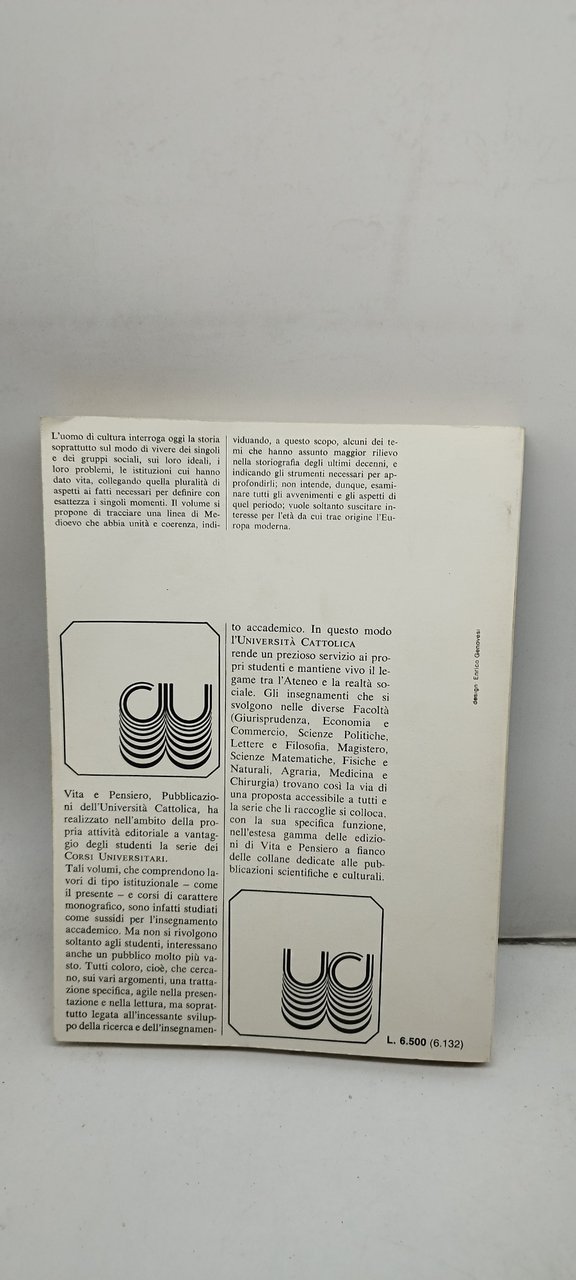 L'uomo di cultura interroga oggi la storia
soprattutto sul modo di vivere dei singoli
e dei gruppi sociali, sui loro ideali, i
loro problemi, le istituzioni cui hanno
dato vita, collegando quella pluralità di
aspetti ai fatti necessari per definire con
esattezza i singoli momenti. Il volume si
propone di tracciare una linea di Me-
dioevo che abbia unità e coerenza, indi-
viduando, a questo scopo, alcuni dei te-
mi che hanno assunto maggior rilievo
nella storiografia degli ultimi decenni, e
indicando gli strumenti necessari per ap-
profondirli; non intende, dunque, esami-
nare tutti gli avvenimenti e gli aspetti di
quel periodo; vuole soltanto suscitare in-
teresse per l'età da cui trae origine l'Eu-
ropa moderna.
cu
Vita e Pensiero, Pubblicazio-
ni dell'Università Cattolica, ha
realizzato nell'ambito della pro-
pria attività editoriale a vantag-
gio degli studenti la serie dei
CORSI UNIVERSITARI.
Tali volumi, che comprendono la-
vori di tipo istituzionale – come
il presente – e corsi di carattere
monografico, sono infatti studiati
come sussidi per l'insegnamento
accademico. Ma non si rivolgono
soltanto agli studenti, interessano
anche un pubblico molto più va-
sto. Tutti coloro, cioè, che cerca-
no, sui vari argomenti, una tratta-
zione specifica, agile nella presen-
tazione e nella lettura, ma soprat-
tutto legata all'incessante svilup-
po della ricerca e dell'insegnamen-
to accademico. In questo modo
l'UNIVERSITÀ CATTOLICA
rende un prezioso servizio ai pro-
pri studenti e mantiene vivo il le-
game tra l'Ateneo e la realtà so-
ciale. Gli insegnamenti che si
svolgono nelle diverse Facoltà
(Giurisprudenza, Economia e
Commercio, Scienze Politiche,
Lettere e Filosofia, Magistero,
Scienze Matematiche, Fisiche e
Naturali, Agraria, Medicina e
Chirurgia) trovano così la via di
una proposta accessibile a tutti e
la serie che li raccoglie si colloca,
con la sua specifica funzione,
nell'estesa gamma delle edizio-
ni di Vita e Pensiero a fianco
delle collane dedicate alle pub-
blicazioni scientifiche e culturali.
uc
L. 6.500 (6.132)
design Enrico Genovesi